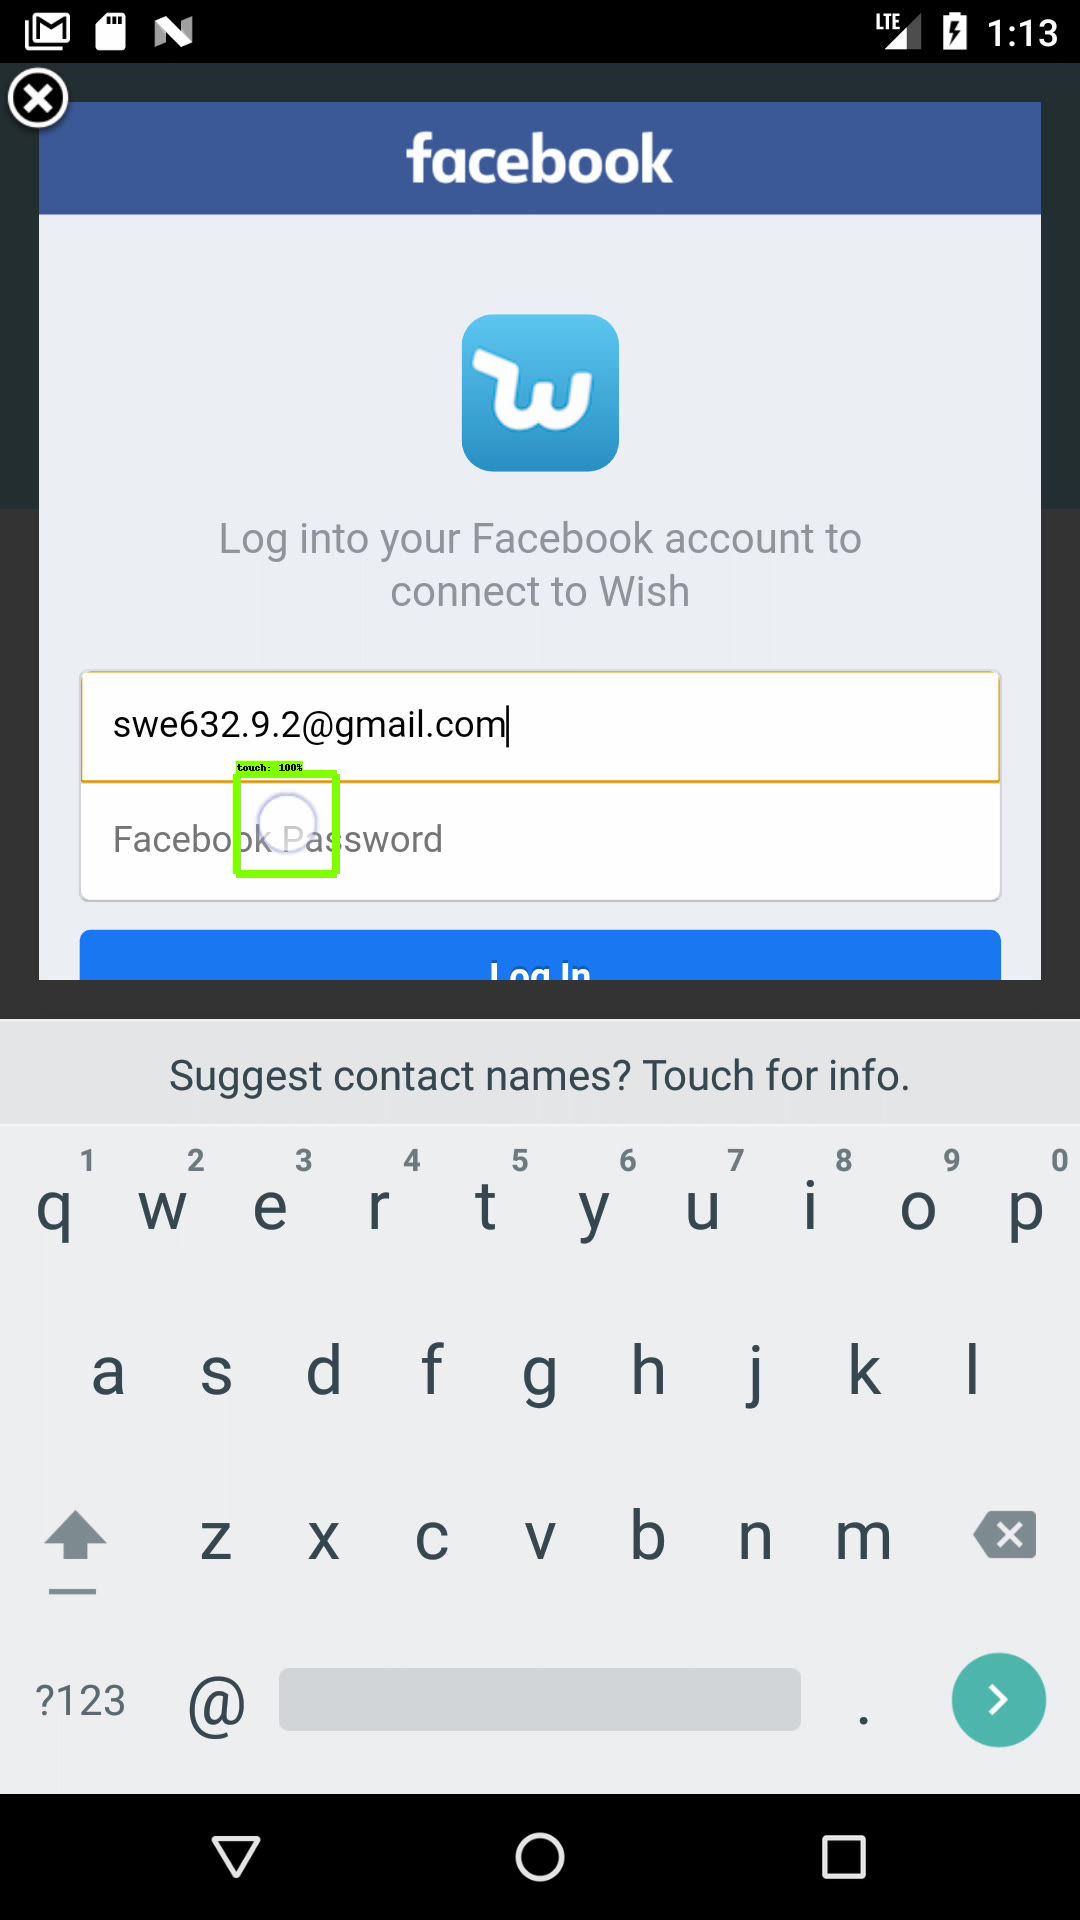 LTE 1:13
facebook
w
Log into your Facebook account to
connect to Wish
swe632.9.2@gmail.com
touch: 100%
Facebook Password
Log In
Suggest contact names? Touch for info.
1 2 3 4 5 6 7 8 9 0
q w e r t y u i o p
a s d f g h j k l
z x c v b n m
?123 @ .